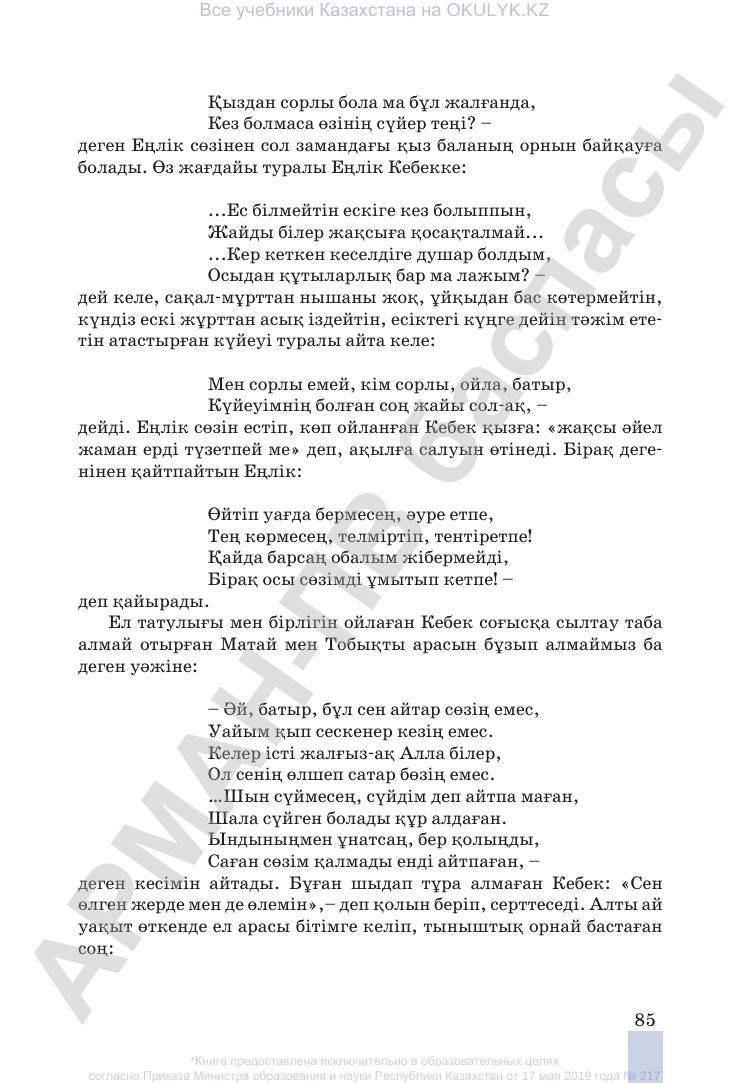 Все учебники Казахстана на OKULYK.KZ
Қыздан сорлы бола ма бұл жалғанда,
Кез болмаса өзінің сүйер теңі? –
деген Еңлік сөзінен сол замандағы қыз баланың орнын байқауға
болады. Өз жағдайы туралы Еңлік Кебекке:
...Ес білмейтін ескіге кез болыппын,
Жайды білер жақсыға қосақталмай...
...Кер кеткен кеселдіге душар болдым,
Осыдан құтыларлық бар ма лажым? –
дей келе, сақал-мұрттан нышаны жоқ, ұйқыдан бас көтермейтін,
күндіз ескі жұрттан асық іздейтін, есіктегі күңге дейін тәжім ете-
тін атастырған күйеуі туралы айта келе:
Мен сорлы емей, кім сорлы, ойла, батыр,
Күйеуімнің болған соң жайы сол-ақ, –
дейді. Еңлік сөзін естіп, көп ойланған Кебек қызға: «жақсы әйел
жаман ерді түзетпей ме» деп, ақылға салуын өтінеді. Бірақ деге-
нінен қайтпайтын Еңлік:
Өйтіп уағда бермесең, әуре етпе,
Тең көрмесең, телміртіп, тентіретпе!
Қайда барсаң обалым жібермейді,
Бірақ осы сөзімді ұмытып кетпе! –
деп қайырады.
Ел татулығы мен бірлігін ойлаған Кебек соғысқа сылтау таба
алмай отырған Матай мен Тобықты арасын бұзып алмаймыз ба
деген уәжіне:
– Әй, батыр, бұл сен айтар сөзің емес,
Уайым қып сескенер кезің емес.
Келер істі жалғыз-ақ Алла білер,
Ол сенің өлшеп сатар бөзің емес.
...Шын сүймесең, сүйдім деп айтпа маған,
Шала сүйген болады құр алдаған.
Ындыныңмен ұнатсаң, бер қолыңды,
Саған сөзім қалмады енді айтпаған, –
деген кесімін айтады. Бұған шыдап тұра алмаған Кебек: «Сен
өлген жерде мен де өлемін»,– деп қолын беріп, серттеседі. Алты ай
уақыт өткенде ел арасы бітімге келіп, тыныштық орнай бастаған
соң:
АРМАН-ПВ баспасы
85
*Книга предоставлена исключительно в образовательных целях
согласно Приказа Министра образования и науки Республики Казахстан от 17 мая 2019 года № 217